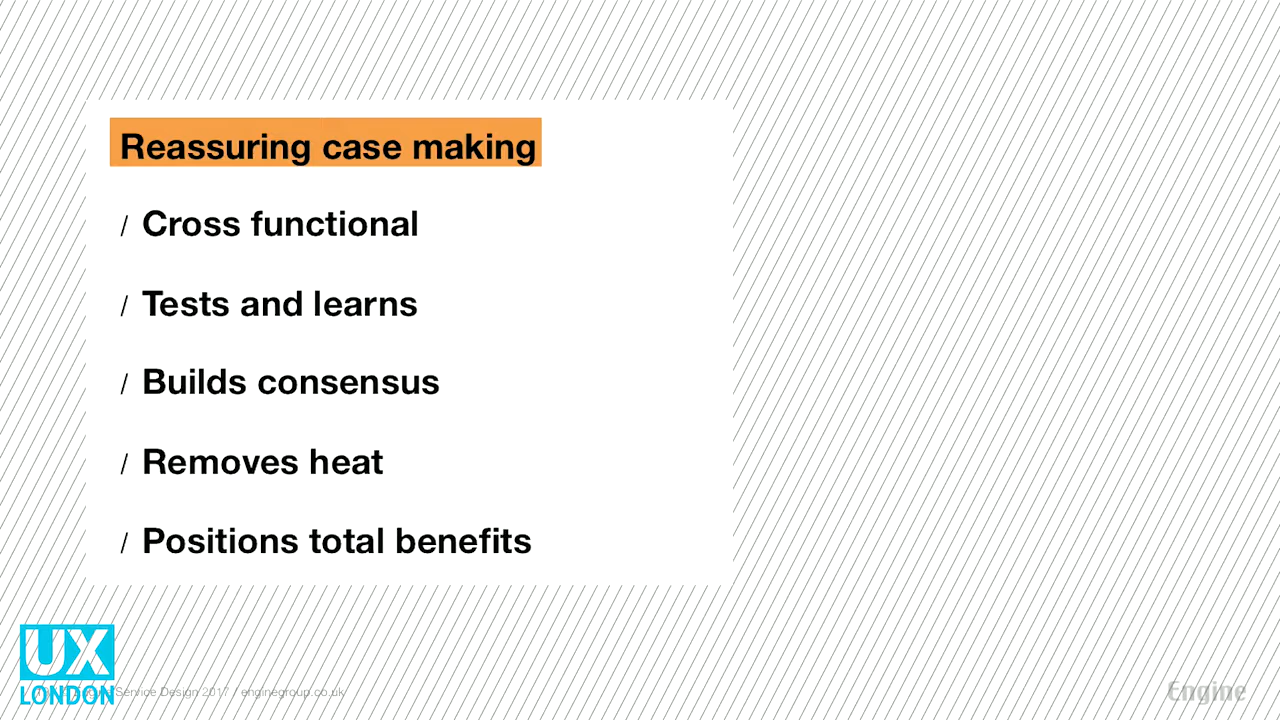 Reassuring case making
/ Cross functional
/ Tests and learns
/ Builds consensus
/ Removes heat
/ Positions total benefits
UX
LONDON
Service Design 2017 / enginegroup.co.uk
Engine